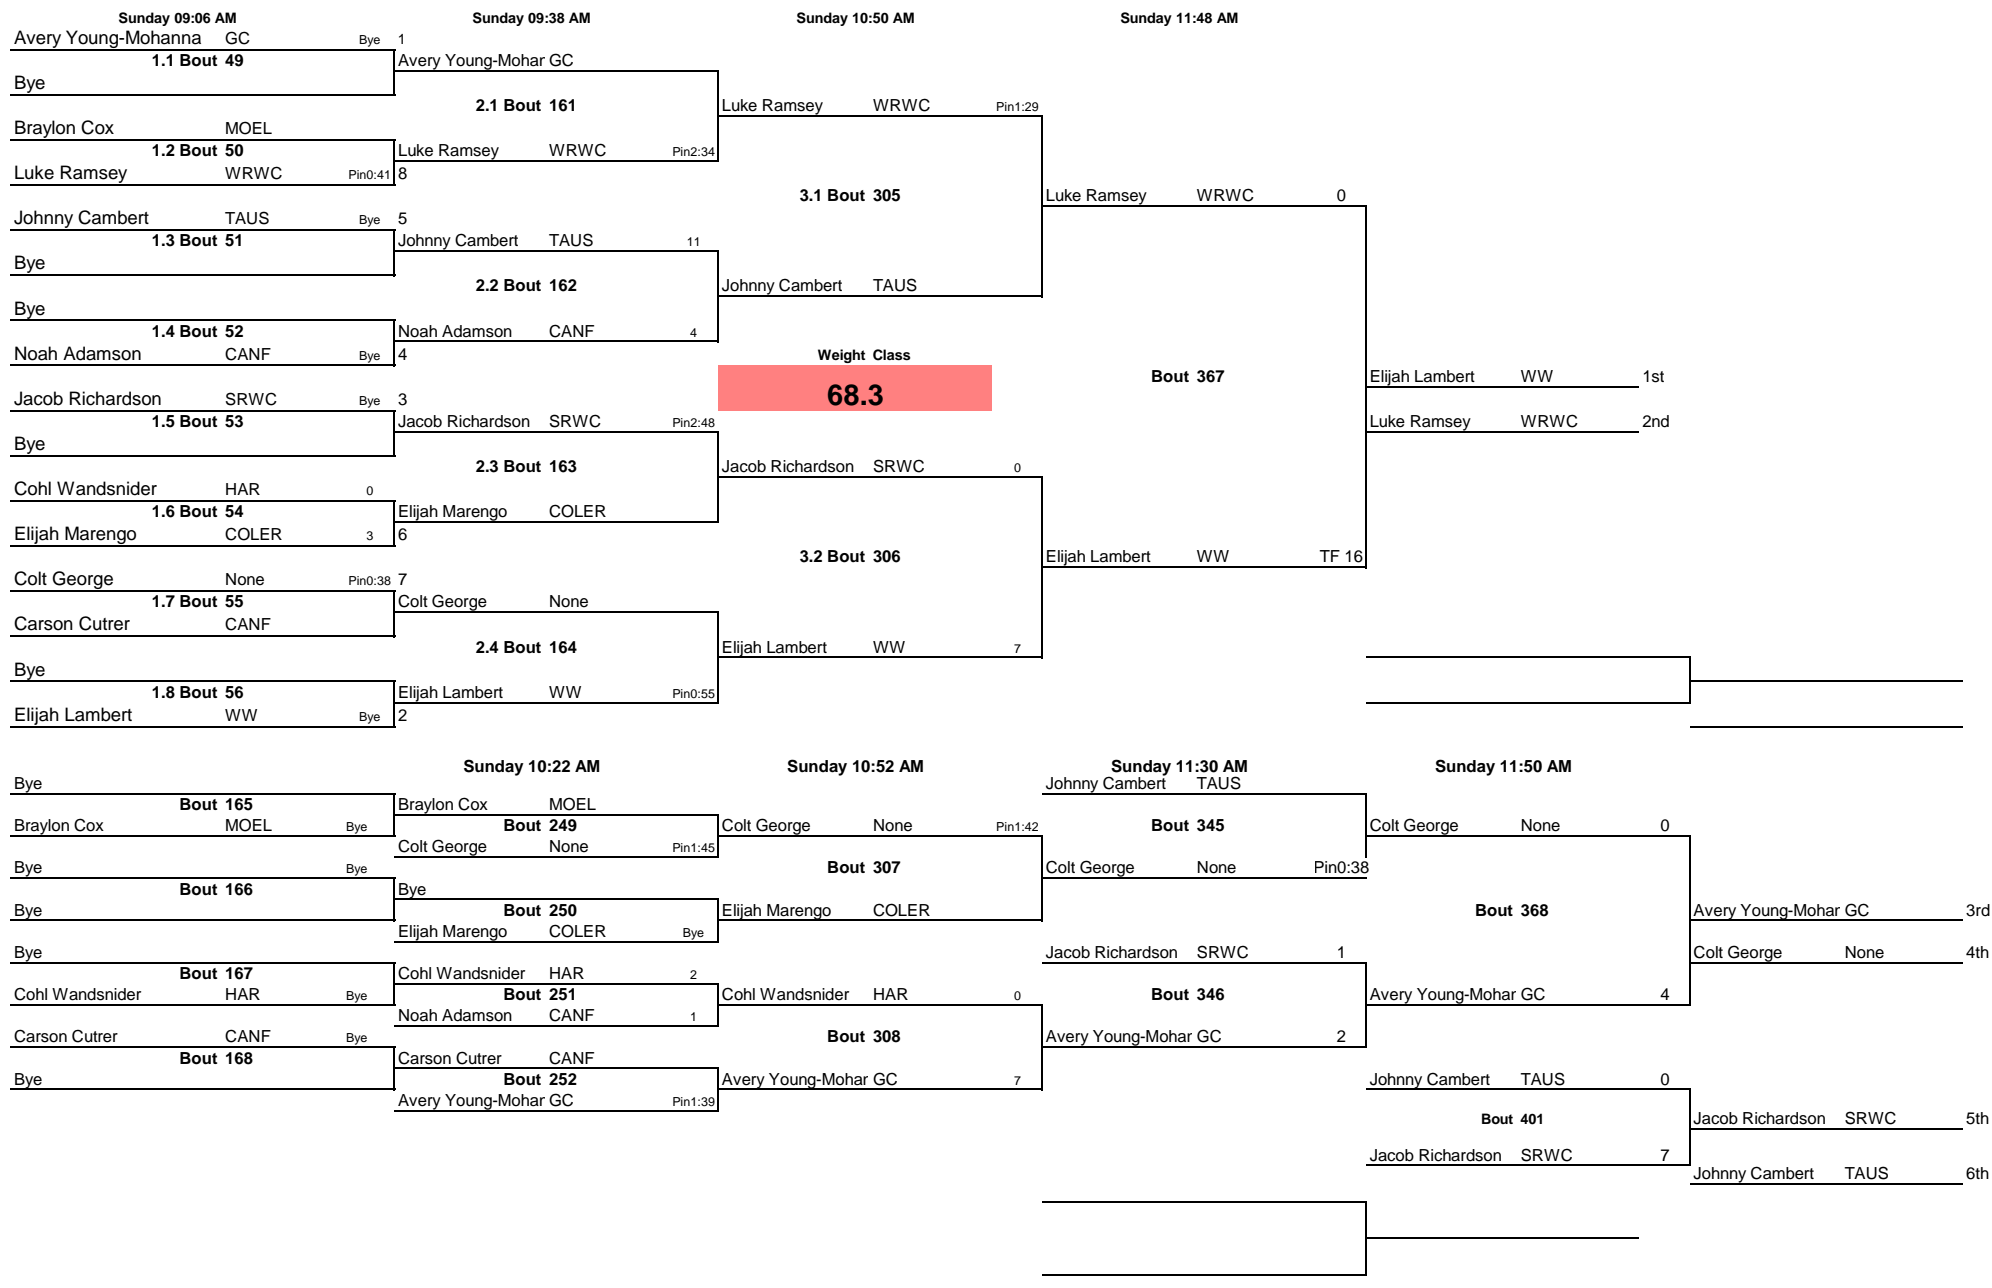 Sunday 09:06 AM Sunday 09:38 AM Sunday 10:50 AM Sunday 11:48 AM
Avery Young-Mohanna GC Bye 1
1.1 Bout 49 Avery Young-Mohar GC
Bye
2.1 Bout 161 Luke Ramsey WRWC Pin1:29
Braylon Cox MOEL
1.2 Bout 50 Luke Ramsey WRWC Pin2:34
Luke Ramsey WRWC Pin0:41 8
3.1 Bout 305 Luke Ramsey WRWC 0
Johnny Cambert TAUS Bye 5
1.3 Bout 51 Johnny Cambert TAUS 11
Bye
2.2 Bout 162 Johnny Cambert TAUS
Bye
1.4 Bout 52 Noah Adamson CANF 4
Noah Adamson CANF Bye 4 Weight Class
Bout 367 Elijah Lambert WW 1st
68.3
Jacob Richardson SRWC Bye 3
1.5 Bout 53 Jacob Richardson SRWC Pin2:48 Luke Ramsey WRWC 2nd
Bye
2.3 Bout 163 Jacob Richardson SRWC 0
Cohl Wandsnider HAR 0
1.6 Bout 54 Elijah Marengo COLER
Elijah Marengo COLER 3 6
3.2 Bout 306 Elijah Lambert WW TF 16
Colt George None Pin0:38 7
1.7 Bout 55 Colt George None
Carson Cutrer CANF
2.4 Bout 164 Elijah Lambert WW 7
Bye
1.8 Bout 56 Elijah Lambert WW Pin0:55
Elijah Lambert WW Bye 2
Sunday 10:22 AM Sunday 10:52 AM Sunday 11:30 AM Sunday 11:50 AM
Bye Johnny Cambert TAUS
Bout 165 Braylon Cox MOEL
Braylon Cox MOEL Bye Bout 249 Colt George None Pin1:42 Bout 345 Colt George None 0
Colt George None Pin1:45
Bye Bye Bout 307 Colt George None Pin0:38
Bout 166 Bye
Bye Bout 250 Elijah Marengo COLER Bout 368 Avery Young-Mohar GC 3rd
Elijah Marengo COLER Bye
Bye Jacob Richardson SRWC 1 Colt George None 4th
Bout 167 Cohl Wandsnider HAR 2
Cohl Wandsnider HAR Bye Bout 251 Cohl Wandsnider HAR 0 Bout 346 Avery Young-Mohar GC 4
Noah Adamson CANF 1
Carson Cutrer CANF Bye Bout 308 Avery Young-Mohar GC 2
Bout 168 Carson Cutrer CANF
Bye Bout 252 Avery Young-Mohar GC 7 Johnny Cambert TAUS 0
Avery Young-Mohar GC Pin1:39
Bout 401 Jacob Richardson SRWC 5th
Jacob Richardson SRWC 7
Johnny Cambert TAUS 6th